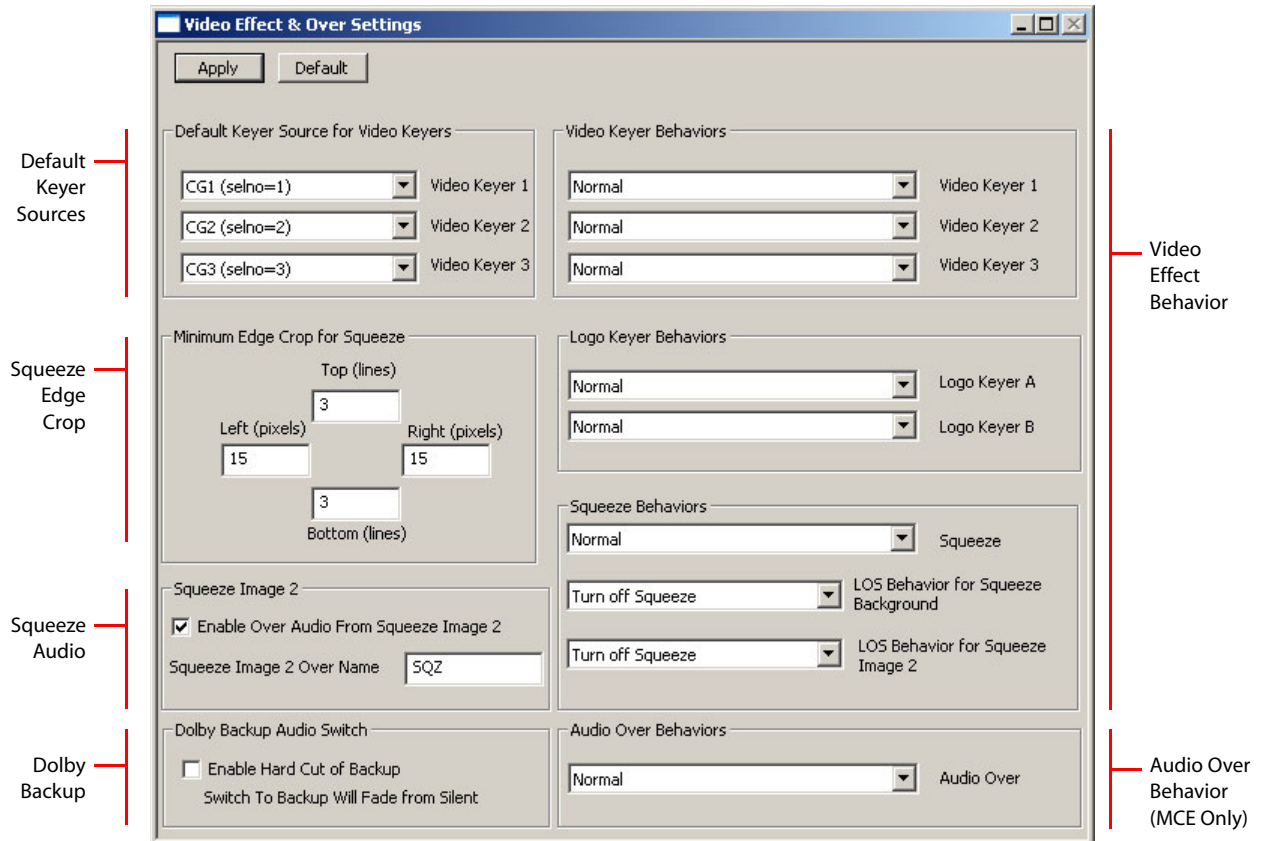 Video Effect & Over Settings
Apply
Default
Default Keyer Source for Video Keyers
CG1 (selno=1)
Video Keyer 1
CG2 (selno=2)
Video Keyer 2
CG3 (selno=3)
Video Keyer 3
Video Keyer Behaviors
Normal
Video Keyer 1
Normal
Video Keyer 2
Normal
Video Keyer 3
Minimum Edge Crop for Squeeze
Top (lines)
3
Left (pixels)
15
Right (pixels)
15
3
Bottom (lines)
Logo Keyer Behaviors
Normal
Logo Keyer A
Normal
Logo Keyer B
Squeeze Behaviors
Normal
Squeeze
Turn off Squeeze
LOS Behavior for Squeeze
Background
Turn off Squeeze
LOS Behavior for Squeeze
Image 2
Squeeze Image 2
Enable Over Audio From Squeeze Image 2
Squeeze Image 2 Over Name
SQZ
Dolby Backup Audio Switch
Enable Hard Cut of Backup
Switch To Backup Will Fade from Silent
Audio Over Behaviors
Normal
Audio Over
Default
Keyer
Sources
Squeeze
Edge
Crop
Squeeze
Audio
Dolby
Backup
Video
Effect
Behavior
Audio Over
Behavior
(MCE Only)